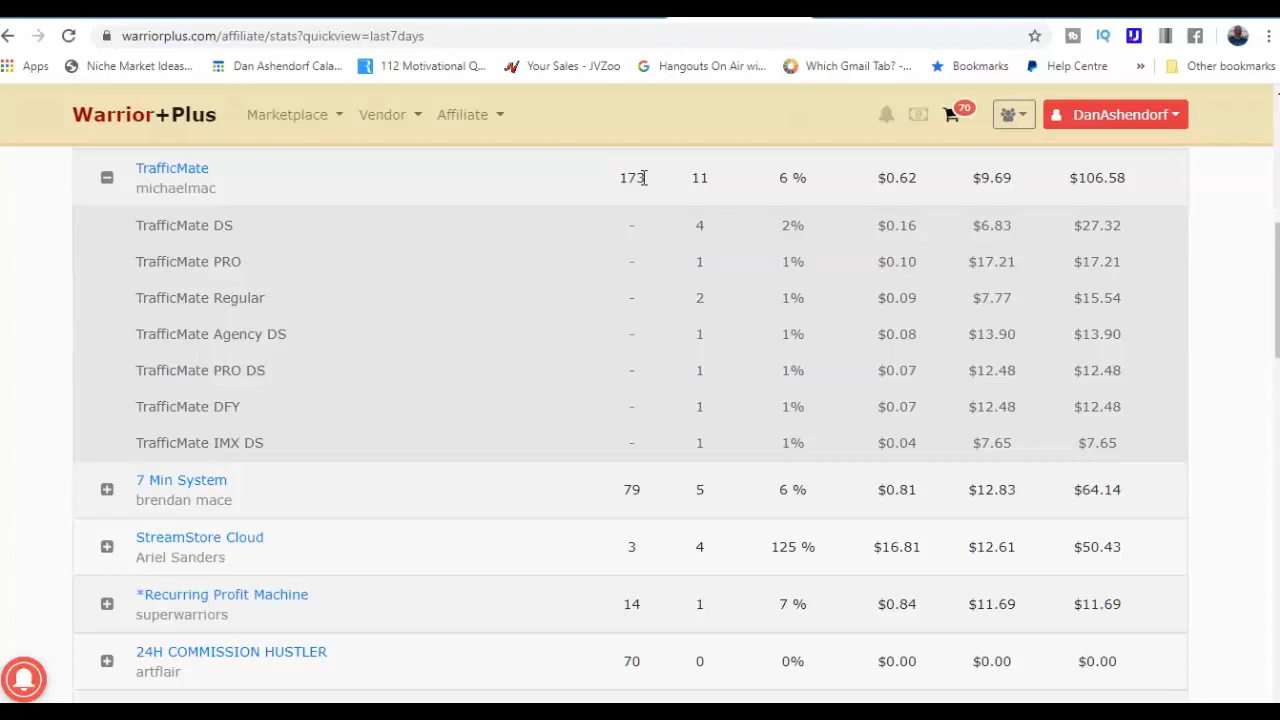 warriorplus.com/affiliate/stats?quickview=last7days
Apps Niche Market Ideas... Dan Ashendorf Cala... 112 Motivational Q... Your Sales - JVZoo Hangouts On Air wi... Which Gmail Tab? -... Bookmarks Help Centre » Other bookmarks
Warrior+Plus Marketplace Vendor Affiliate 70 DanAshendorf
TrafficMate 173 11 6 % $0.62 $9.69 $106.58
michaelmac
TrafficMate DS - 4 2% $0.16 $6.83 $27.32
TrafficMate PRO - 1 1% $0.10 $17.21 $17.21
TrafficMate Regular - 2 1% $0.09 $7.77 $15.54
TrafficMate Agency DS - 1 1% $0.08 $13.90 $13.90
TrafficMate PRO DS - 1 1% $0.07 $12.48 $12.48
TrafficMate DFY - 1 1% $0.07 $12.48 $12.48
TrafficMate IMX DS - 1 1% $0.04 $7.65 $7.65
7 Min System 79 5 6 % $0.81 $12.83 $64.14
brendan mace
StreamStore Cloud 3 4 125 % $16.81 $12.61 $50.43
Ariel Sanders
*Recurring Profit Machine 14 1 7 % $0.84 $11.69 $11.69
superwarriors
24H COMMISSION HUSTLER 70 0 0% $0.00 $0.00 $0.00
artflair